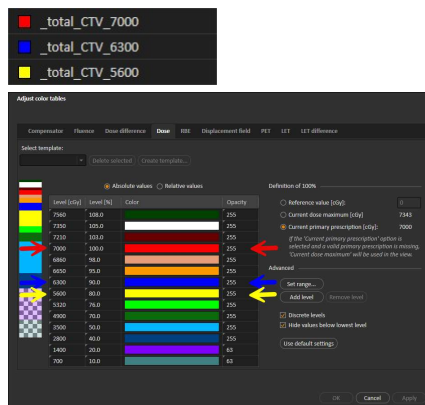 _total_CTV_7000
_total_CTV_6300
_total_CTV_5600
Adjust color tables
Compensator Fluence Dose difference Dose RBE Displacement field PET LET LET difference
Select template:
Delete selected Create template...
Absolute values Relative values
Definition of 100%
Level [cGy] Level [%] Color Opacity
Reference value [cGy]: 0
7560 108.0 255
Current dose maximum [cGy] 7343
7350 105.0 255
Current primary prescription [cGy]: 7000
7210 103.0 255
If the 'Current primary prescription' option is
selected and a valid primary prescription is missing,
'Current dose maximum' will be used in the view.
7000 100.0 255
6860 98.0 255
6650 95.0 255
Advanced
6300 90.0 255
Set range...
5600 80.0 255
Add level Remove level
5320 76.0 255
4900 70.0 255
Discrete levels
3500 50.0 255
Hide values below lowest level
2800 40.0 255
Use default settings
1400 20.0 63
700 10.0 63
OK Cancel Apply